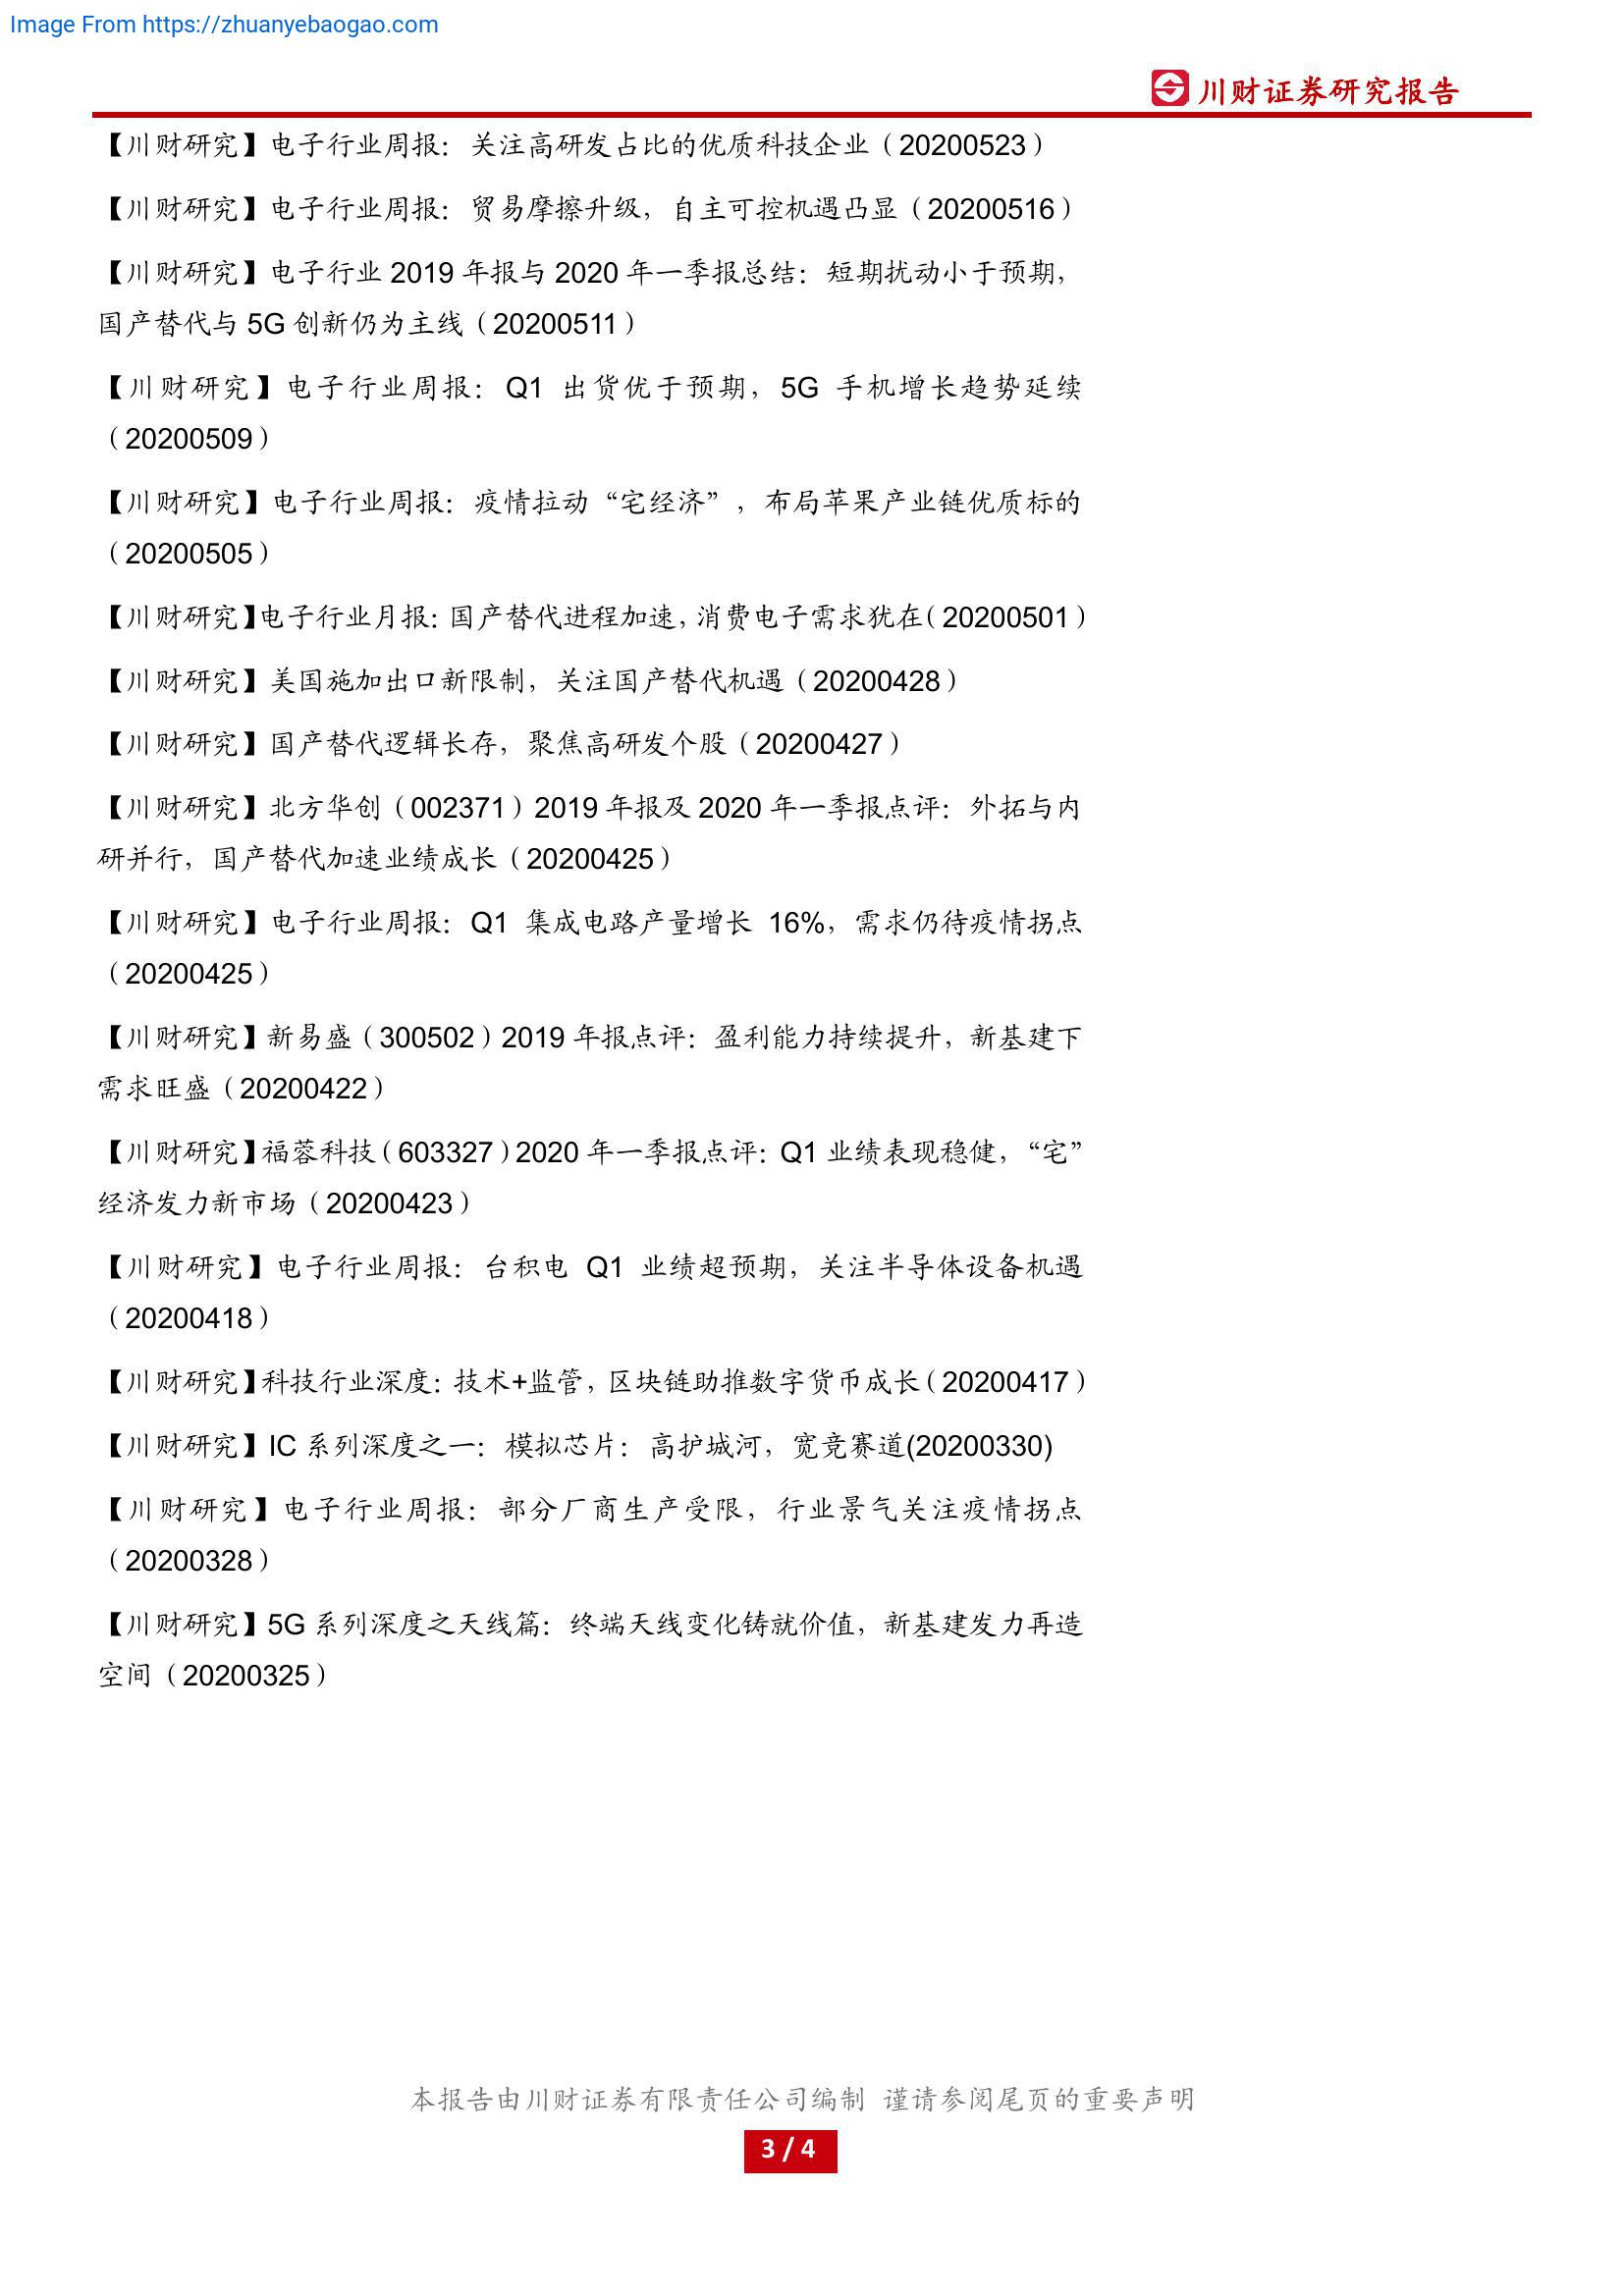 Image From https://zhuanyebaogao.com
川财证券研究报告
【川财研究】电子行业周报：关注高研发占比的优质科技企业（20200523）
【川财研究】电子行业周报：贸易摩擦升级，自主可控机遇凸显（20200516）
【川财研究】电子行业 2019 年报与 2020 年一季报总结：短期扰动小于预期，
国产替代与 5G 创新仍为主线（20200511）
【川财研究】电子行业周报：Q1 出货优于预期，5G 手机增长趋势延续
（20200509）
【川财研究】电子行业周报：疫情拉动“宅经济”，布局苹果产业链优质标的
（20200505）
【川财研究】电子行业月报：国产替代进程加速，消费电子需求犹在（20200501）
【川财研究】美国施加出口新限制，关注国产替代机遇（20200428）
【川财研究】国产替代逻辑长存，聚焦高研发个股（20200427）
【川财研究】北方华创（002371）2019 年报及 2020 年一季报点评：外拓与内
研并行，国产替代加速业绩成长（20200425）
【川财研究】电子行业周报：Q1 集成电路产量增长 16%，需求仍待疫情拐点
（20200425）
【川财研究】新易盛（300502）2019 年报点评：盈利能力持续提升，新基建下
需求旺盛（20200422）
【川财研究】福蓉科技（603327）2020 年一季报点评：Q1 业绩表现稳健，“宅”
经济发力新市场（20200423）
【川财研究】电子行业周报：台积电 Q1 业绩超预期，关注半导体设备机遇
（20200418）
【川财研究】科技行业深度：技术+监管，区块链助推数字货币成长（20200417）
【川财研究】IC 系列深度之一：模拟芯片：高护城河，宽竞赛道(20200330)
【川财研究】电子行业周报：部分厂商生产受限，行业景气关注疫情拐点
（20200328）
【川财研究】5G 系列深度之天线篇：终端天线变化铸就价值，新基建发力再造
空间（20200325）
本报告由川财证券有限责任公司编制 谨请参阅尾页的重要声明
3 / 4